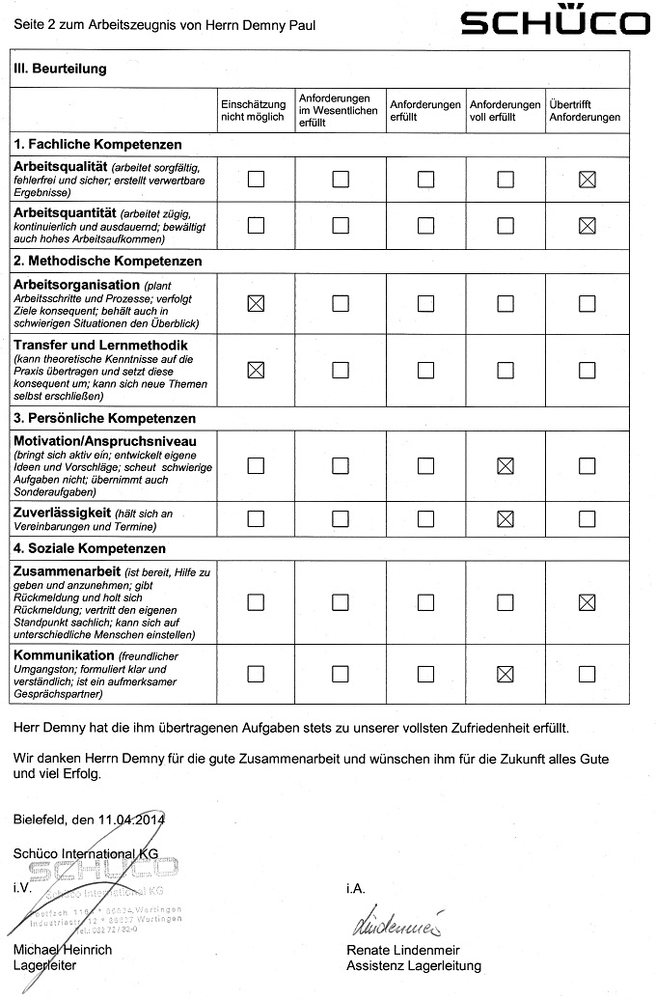 Seite 2 zum Arbeitszeugnis von Herrn Demny Paul
SCHÜCO
III. Beurteilung
Einschätzung
nicht möglich
Anforderungen
im Wesentlichen
erfüllt
Anforderungen
erfüllt
Anforderungen
voll erfüllt
Übertrifft
Anforderungen
1. Fachliche Kompetenzen
Arbeitsqualität (arbeitet sorgfältig,
fehlerfrei und sicher; erstellt verwertbare
Ergebnisse)
Arbeitsquantität (arbeitet zügig,
kontinuierlich und ausdauernd; bewältigt
auch hohes Arbeitsaufkommen)
2. Methodische Kompetenzen
Arbeitsorganisation (plant
Arbeitsschritte und Prozesse; verfolgt
Ziele konsequent; behält auch in
schwierigen Situationen den Überblick)
Transfer und Lernmethodik
(kann theoretische Kenntnisse auf die
Praxis übertragen und setzt diese
konsequent um; kann sich neue Themen
selbst erschließen)
3. Persönliche Kompetenzen
Motivation/Anspruchsniveau
(bringt sich aktiv ein; entwickelt eigene
Ideen und Vorschläge; scheut schwierige
Aufgaben nicht; übernimmt auch
Sonderaufgaben)
Zuverlässigkeit (hält sich an
Vereinbarungen und Termine)
4. Soziale Kompetenzen
Zusammenarbeit (ist bereit, Hilfe zu
geben und anzunehmen; gibt
Rückmeldung und holt sich
Rückmeldung; vertritt den eigenen
Standpunkt sachlich; kann sich auf
unterschiedliche Menschen einstellen)
Kommunikation (freundlicher
Umgangston; formuliert klar und
verständlich; ist ein aufmerksamer
Gesprächspartner)
Herr Demny hat die ihm übertragenen Aufgaben stets zu unserer vollsten Zufriedenheit erfüllt.
Wir danken Herrn Demny für die gute Zusammenarbeit und wünschen ihm für die Zukunft alles Gute
und viel Erfolg.
Bielefeld, den 11.04.2014
Schüco International KG
SCHÜCO
i.V.
Schüco International KG
Wertingen
Industriestr. 12 * Wertingen
i.A.
Lindenmeir
Michael Heinrich
Lagerleiter
Renate Lindenmeir
Assistenz Lagerleitung